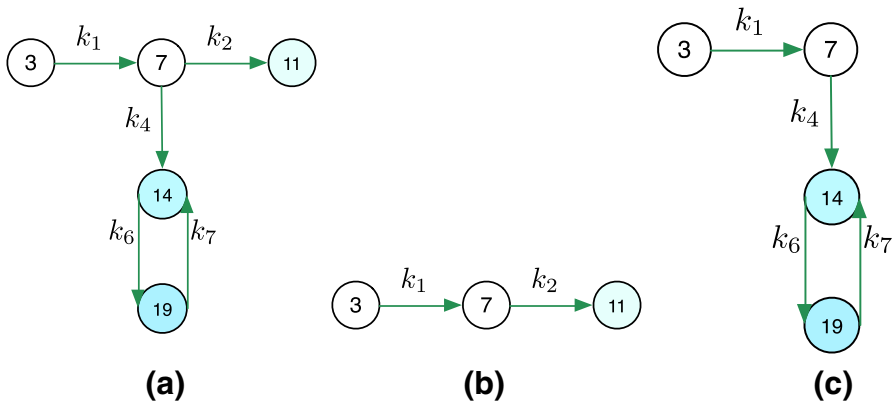 3 k₁ 7 k₂ 11
k₄
14
k₆ k₇
19
(a)
3 k₁ 7 k₂ 11
(b)
3 k₁ 7
k₄
14
k₆ k₇
19
(c)